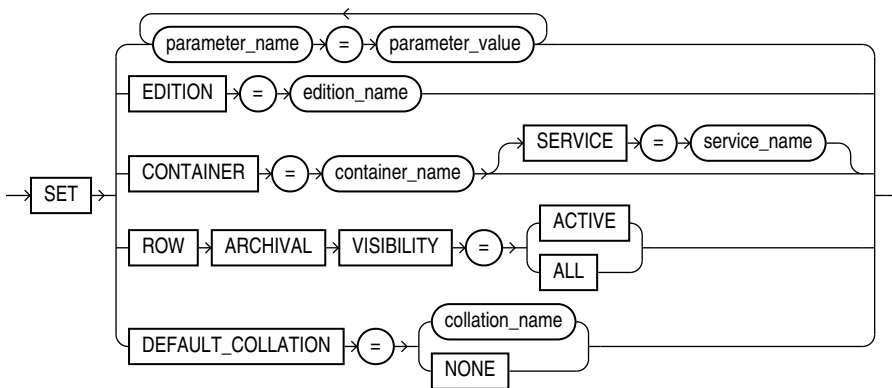 parameter_name = parameter_value
EDITION = edition_name
SERVICE = service_name
CONTAINER = container_name
SET
ACTIVE
ROW ARCHIVAL VISIBILITY =
ALL
collation_name
DEFAULT_COLLATION =
NONE